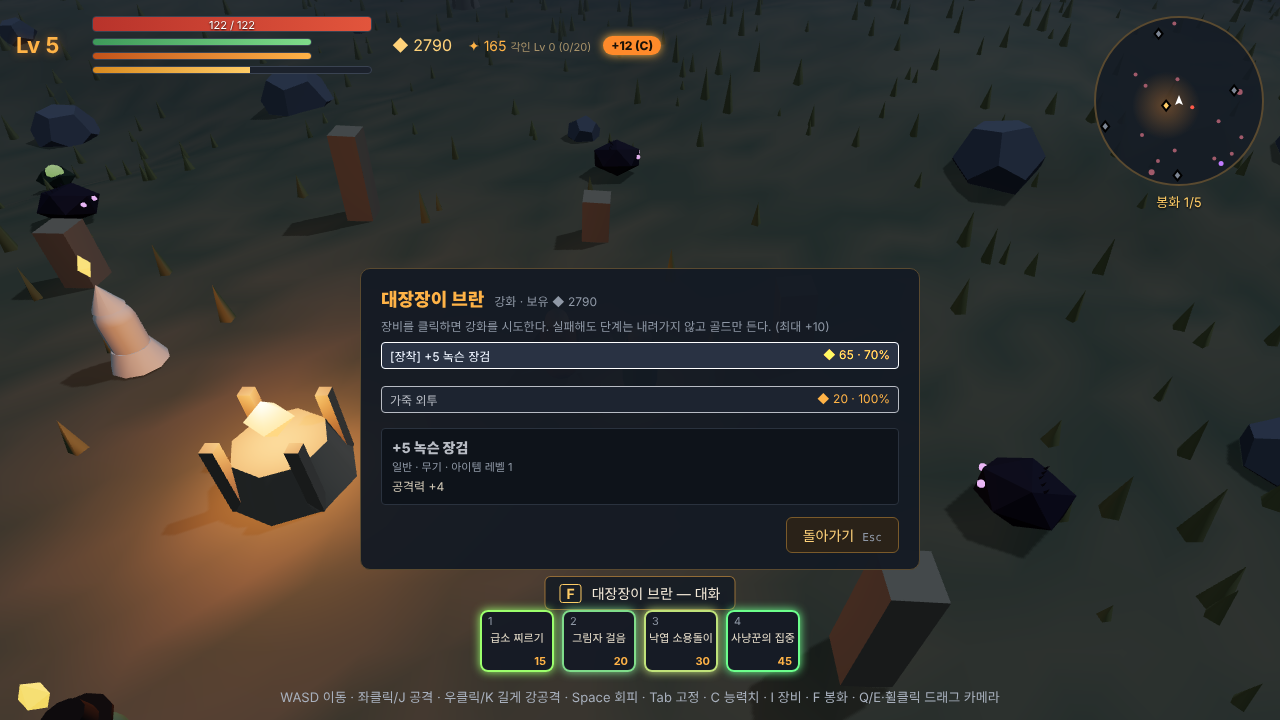 Lv 5
122 / 122
2790
165 각인 Lv 0 (0/20)
+12 (C)
봉화 1/5
대장장이 브란 강화 · 보유 ◆ 2790
장비를 클릭하면 강화를 시도한다. 실패해도 단계는 내려가지 않고 골드만 든다. (최대 +10)
[장착] +5 녹슨 장검 ◆ 65 · 70%
가죽 외투 ◆ 20 · 100%
+5 녹슨 장검
일반 · 무기 · 아이템 레벨 1
공격력 +4
돌아가기 Esc
F 대장장이 브란 — 대화
1 2 3 4
급소 찌르기 그림자 걸음 낙엽 소용돌이 사냥꾼의 집중
15 20 30 45
WASD 이동 · 좌클릭/J 공격 · 우클릭/K 길게 강공격 · Space 회피 · Tab 고정 · C 능력치 · I 장비 · F 봉화 · Q/E·휠클릭 드래그 카메라